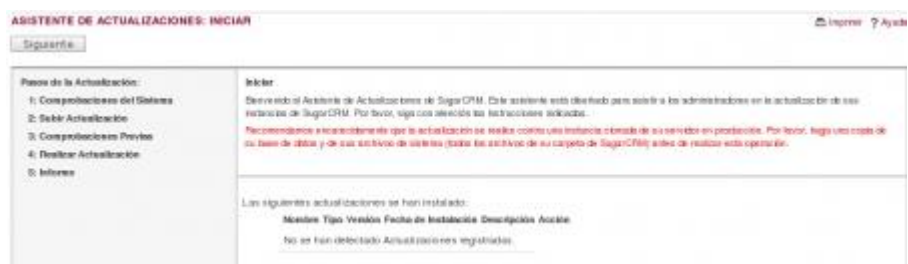 ASISTENTE DE ACTUALIZACIONES: INICIAR
Imprimir ? Ayuda
Siguiente
Pasos de la Actualización:
1: Comprobaciones del Sistema
2: Subir Actualización
3: Comprobaciones Previas
4: Realizar Actualización
5: Informe
Iniciar
Bienvenido al Asistente de Actualizaciones de SugarCRM. Este asistente está diseñado para asistir a los administradores en la actualización de sus
instancias de SugarCRM. Por favor, siga con atención las instrucciones indicadas.
Recomendamos encarecidamente que la actualización se realice contra una instancia clonada de su servidor en producción. Por favor, haga una copia de
su base de datos y de sus archivos de sistema (todos los archivos de su carpeta de SugarCRM) antes de realizar esta operación.
Las siguientes actualizaciones se han instalado:
Nombre Tipo Versión Fecha de Instalación Descripción Acción
No se han detectado Actualizaciones registradas.